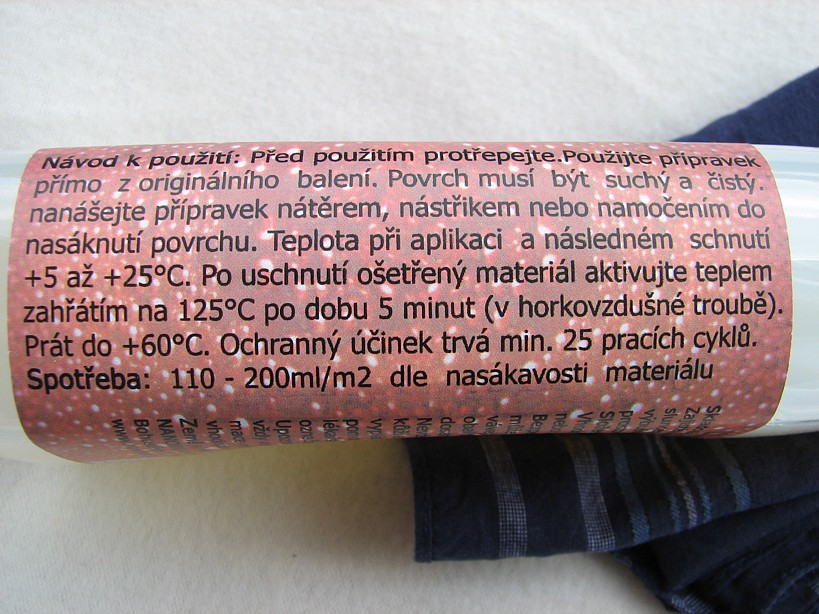 Návod k použití: Před použitím protřepejte.Použijte přípravek
přímo z originálního balení. Povrch musí být suchý a čistý.
nanášejte přípravek nátěrem, nástřikem nebo namočením do
nasáknutí povrchu. Teplota při aplikaci a následném schnutí
+5 až +25°C. Po uschnutí ošetřený materiál aktivujte teplem
zahřátím na 125°C po dobu 5 minut (v horkovzdušné troubě).
Prát do +60°C. Ochranný účinek trvá min. 25 pracích cyklů.
Spotřeba: 110 - 200ml/m2 dle nasákavosti materiálu